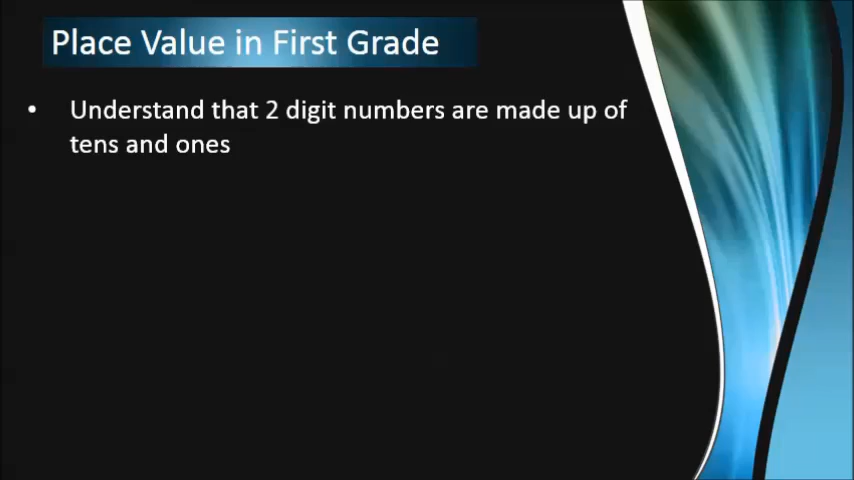 Place Value in First Grade
• Understand that 2 digit numbers are made up of
tens and ones